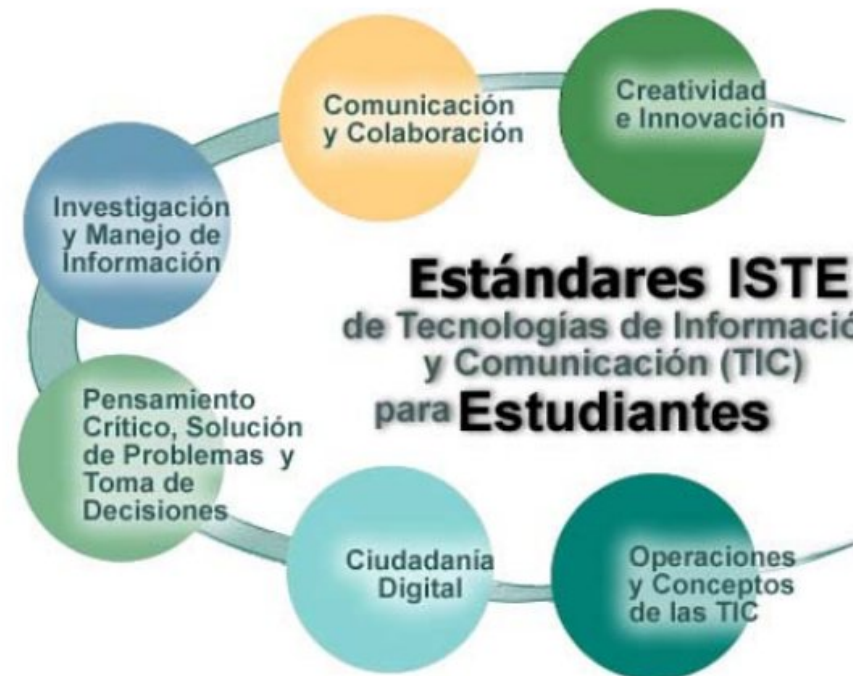 Comunicación
y Colaboración
Creatividad
e Innovación
Investigación
y Manejo de
Información
Estándares ISTE
de Tecnologías de Informació
y Comunicación (TIC)
para Estudiantes
Pensamiento
Crítico, Solución
de Problemas y
Toma de
Decisiones
Ciudadanía
Digital
Operaciones
y Conceptos
de las TIC